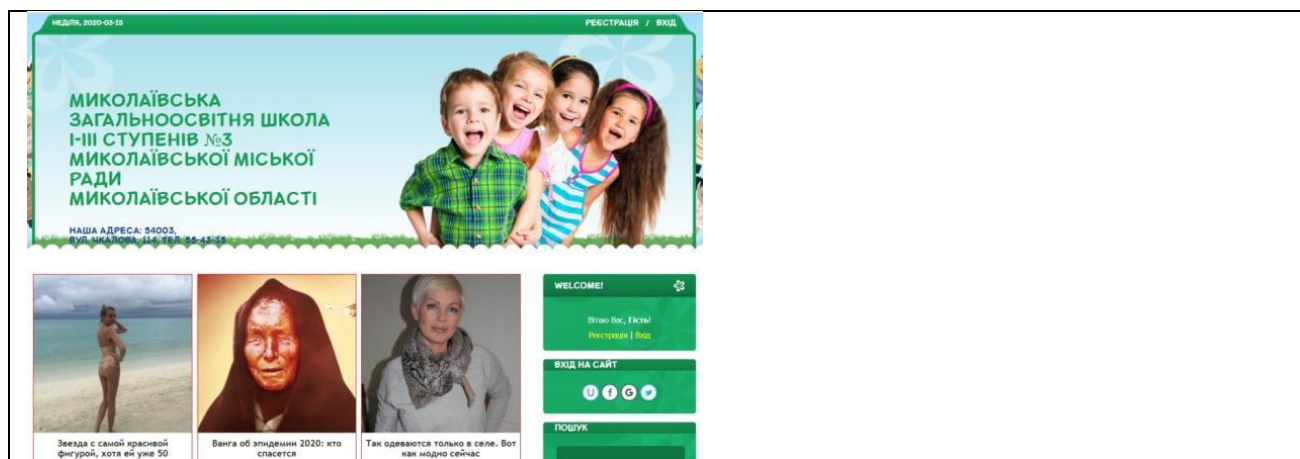 НЕДІЛЯ, 2020-03-15
РЕЄСТРАЦІЯ / ВХІД
МИКОЛАЇВСЬКА
ЗАГАЛЬНООСВІТНЯ ШКОЛА
І-ІІІ СТУПЕНІВ №3
МИКОЛАЇВСЬКОЇ МІСЬКОЇ
РАДИ
МИКОЛАЇВСЬКОЇ ОБЛАСТІ
НАША АДРЕСА: 54003,
ВУЛ. ЧКАЛОВА, 114, ТЕЛ. 55-43-35
Звезда с самой красивой
фигурой, хотя ей уже 50
Ванга об эпидемии 2020: кто
спасется
Так одеваются только в селе. Вот
как модно сейчас
WELCOME!
Вітаю Вас, Гість!
Реєстрація | Вхід
ВХІД НА САЙТ
U f G
ПОШУК